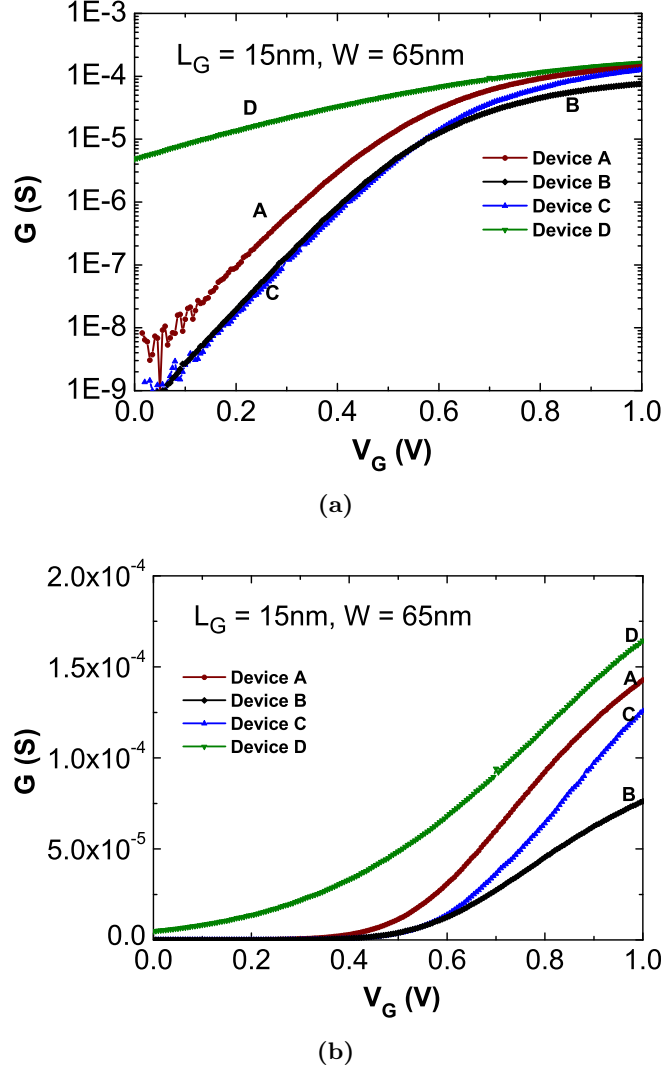 1E-3
L_G = 15nm, W = 65nm
1E-4
D
B
1E-5
Device A
Device B
A
Device C
1E-6
Device D
1E-7
C
1E-8
1E-9
0.0 0.2 0.4 0.6 0.8 1.0
G (S)
V_G (V)
(a)
2.0x10^-4
L_G = 15nm, W = 65nm
D
1.5x10^-4
Device A
A
Device B
C
Device C
Device D
1.0x10^-4
B
5.0x10^-5
0.0
0.0 0.2 0.4 0.6 0.8 1.0
G (S)
V_G (V)
(b)